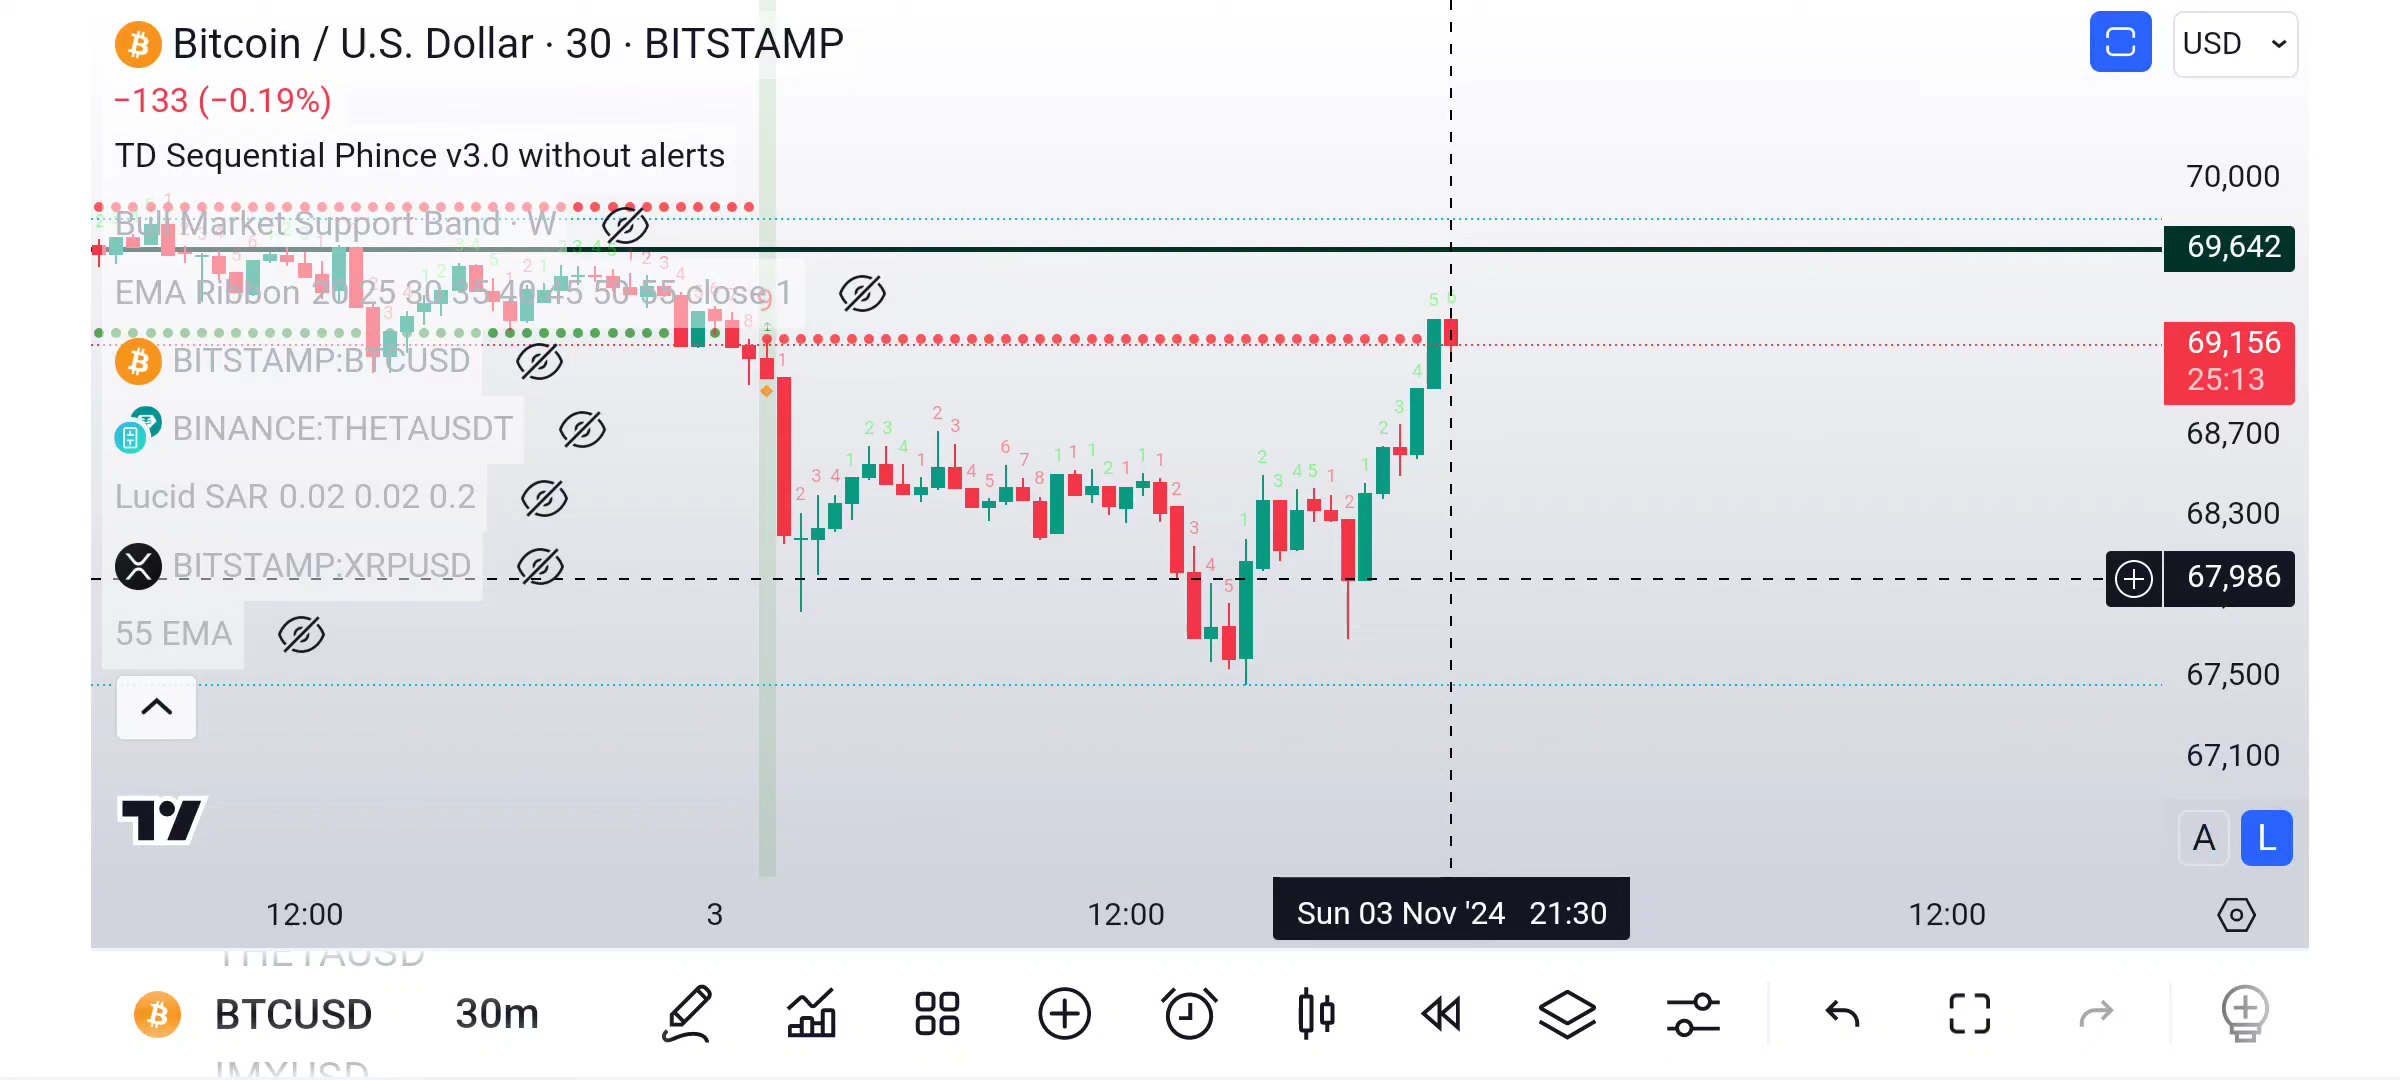 Bitcoin / U.S. Dollar · 30 · BITSTAMP
USD
−133 (−0.19%)
TD Sequential Phince v3.0 without alerts
70,000
Bull Market Support Band · W
69,642
EMA Ribbon 20 25 30 35 40 45 50 55 close 1
69,156
25:13
BITSTAMP:BTCUSD
BINANCE:THETAUSDT
68,700
Lucid SAR 0.02 0.02 0.2
68,300
BITSTAMP:XRPUSD
67,986
55 EMA
67,500
67,100
A
L
12:00
3
12:00
Sun 03 Nov '24 21:30
12:00
THETAUSD
BTCUSD
30m
IMXUSD